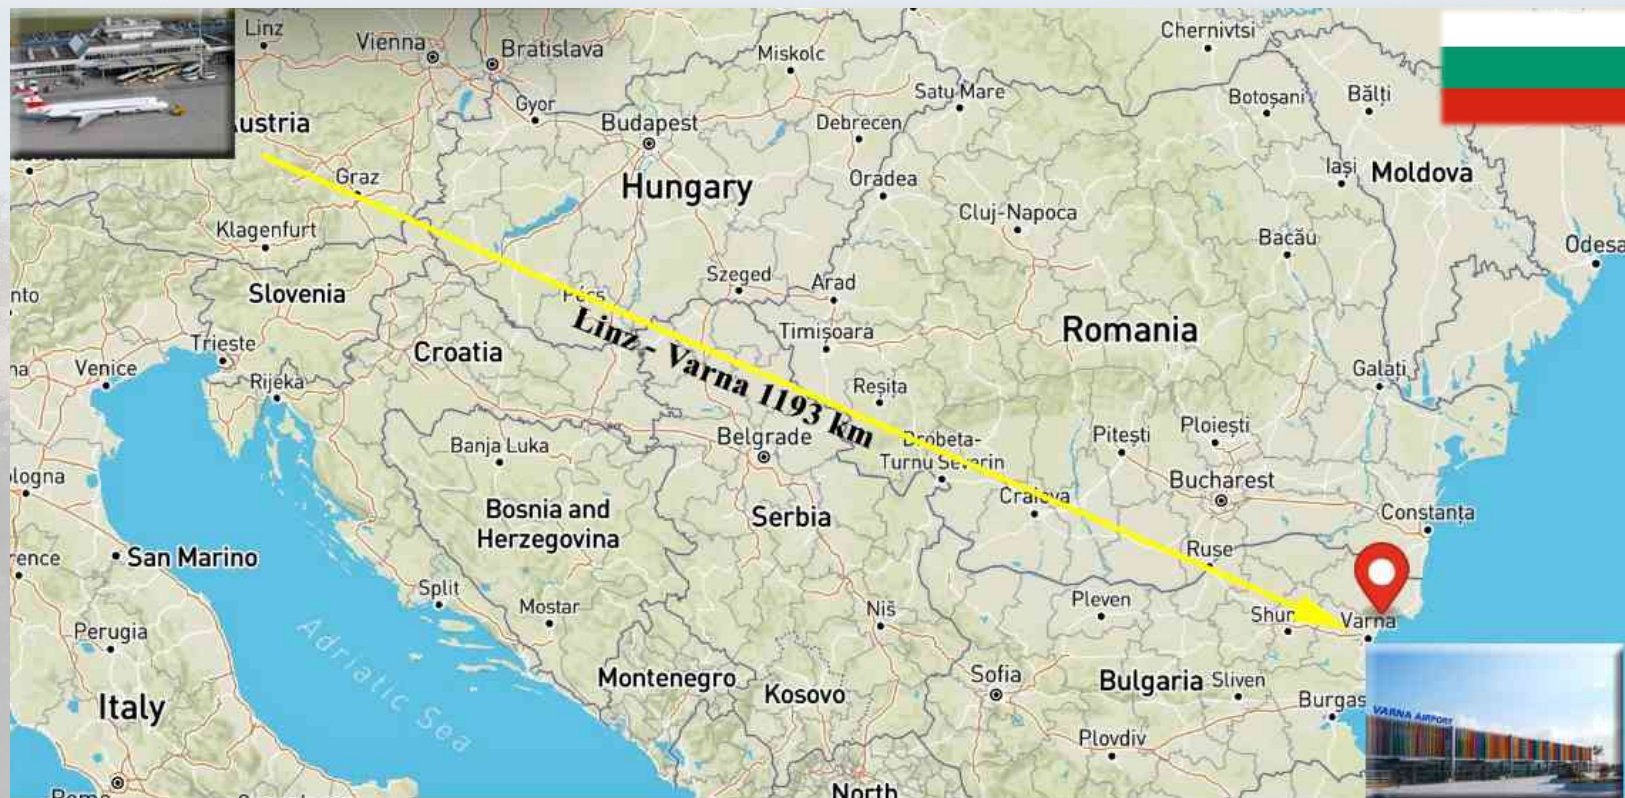 Linz
Vienna
Bratislava
Miskolc
Chernivtsi
Satu Mare
Botoșani
Bălți
Gyor
Budapest
Debrecen
Iași
Moldova
Graz
Hungary
Oradea
Cluj-Napoca
Klagenfurt
Bacău
Odesa
Szeged
Arad
Slovenia
Pécs
Timișoara
Romania
Trieste
Croatia
Venice
Rijeka
Reșița
Galați
Linz - Varna 1193 km
Belgrade
Banja Luka
Drobeta-
Turnu Severin
Pitești
Ploiești
Bucharest
Craiova
Constanța
Bosnia and
Herzegovina
Serbia
San Marino
Ruse
Split
Mostar
Niš
Pleven
Varna
Perugia
Adriatic Sea
Montenegro
Kosovo
Sofia
Bulgaria
Sliven
Burgas
Italy
VARNA AIRPORT
Plovdiv
North